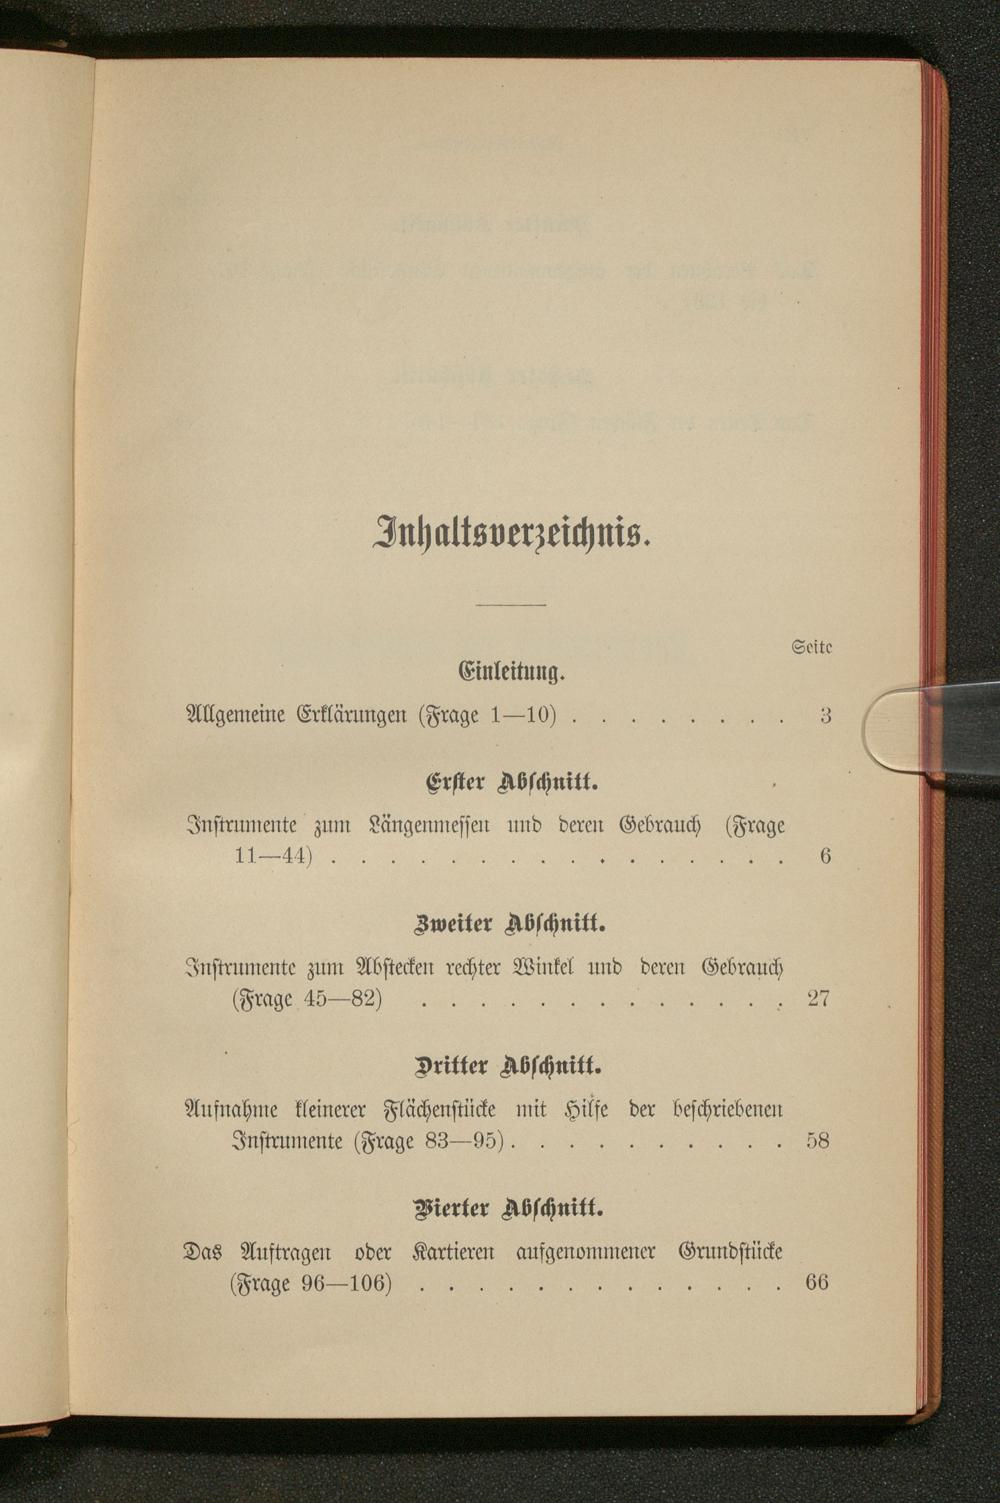 Inhaltsverzeichnis.
Seite
Einleitung.
Allgemeine Erklärungen (Frage 1—10) . . . . . . . . 3
Erster Abschnitt.
Instrumente zum Längenmessen und deren Gebrauch (Frage
11—44) . . . . . . . . . . . . . . . . 6
Zweiter Abschnitt.
Instrumente zum Abstecken rechter Winkel und deren Gebrauch
(Frage 45—82) . . . . . . . . . . . . . 27
Dritter Abschnitt.
Aufnahme kleinerer Flächenstücke mit Hilfe der beschriebenen
Instrumente (Frage 83—95) . . . . . . . . . . 58
Vierter Abschnitt.
Das Auftragen oder Kartieren aufgenommener Grundstücke
(Frage 96—106) . . . . . . . . . . . . . 66